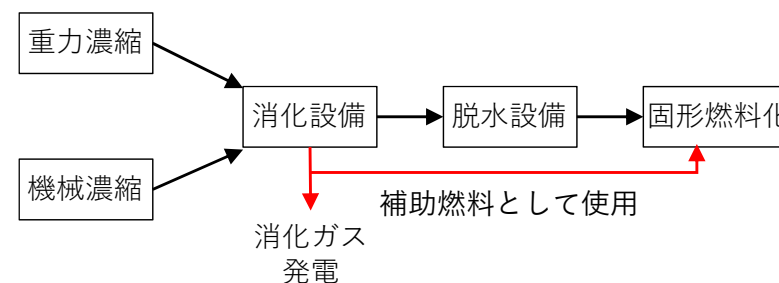 重力濃縮
消化設備
脱水設備
固形燃料化
機械濃縮
補助燃料として使用
消化ガス
発電